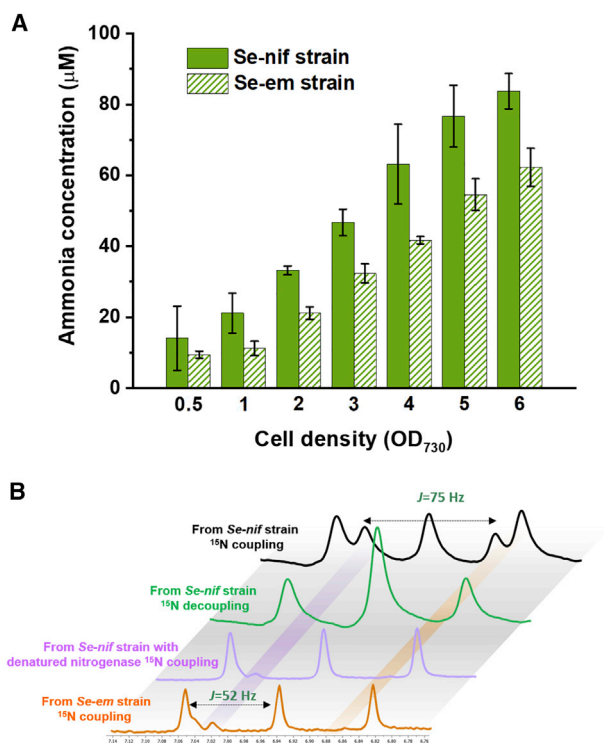 A
100
80
60
40
20
0
Ammonia concentration (μM)
Se-nif strain
Se-em strain
0.5 1 2 3 4 5 6
Cell density (OD730)
B
J=75 Hz
From Se-nif strain
15N coupling
From Se-nif strain
15N decoupling
From Se-nif strain with
denatured nitrogenase 15N coupling
From Se-em strain
15N coupling
J=52 Hz